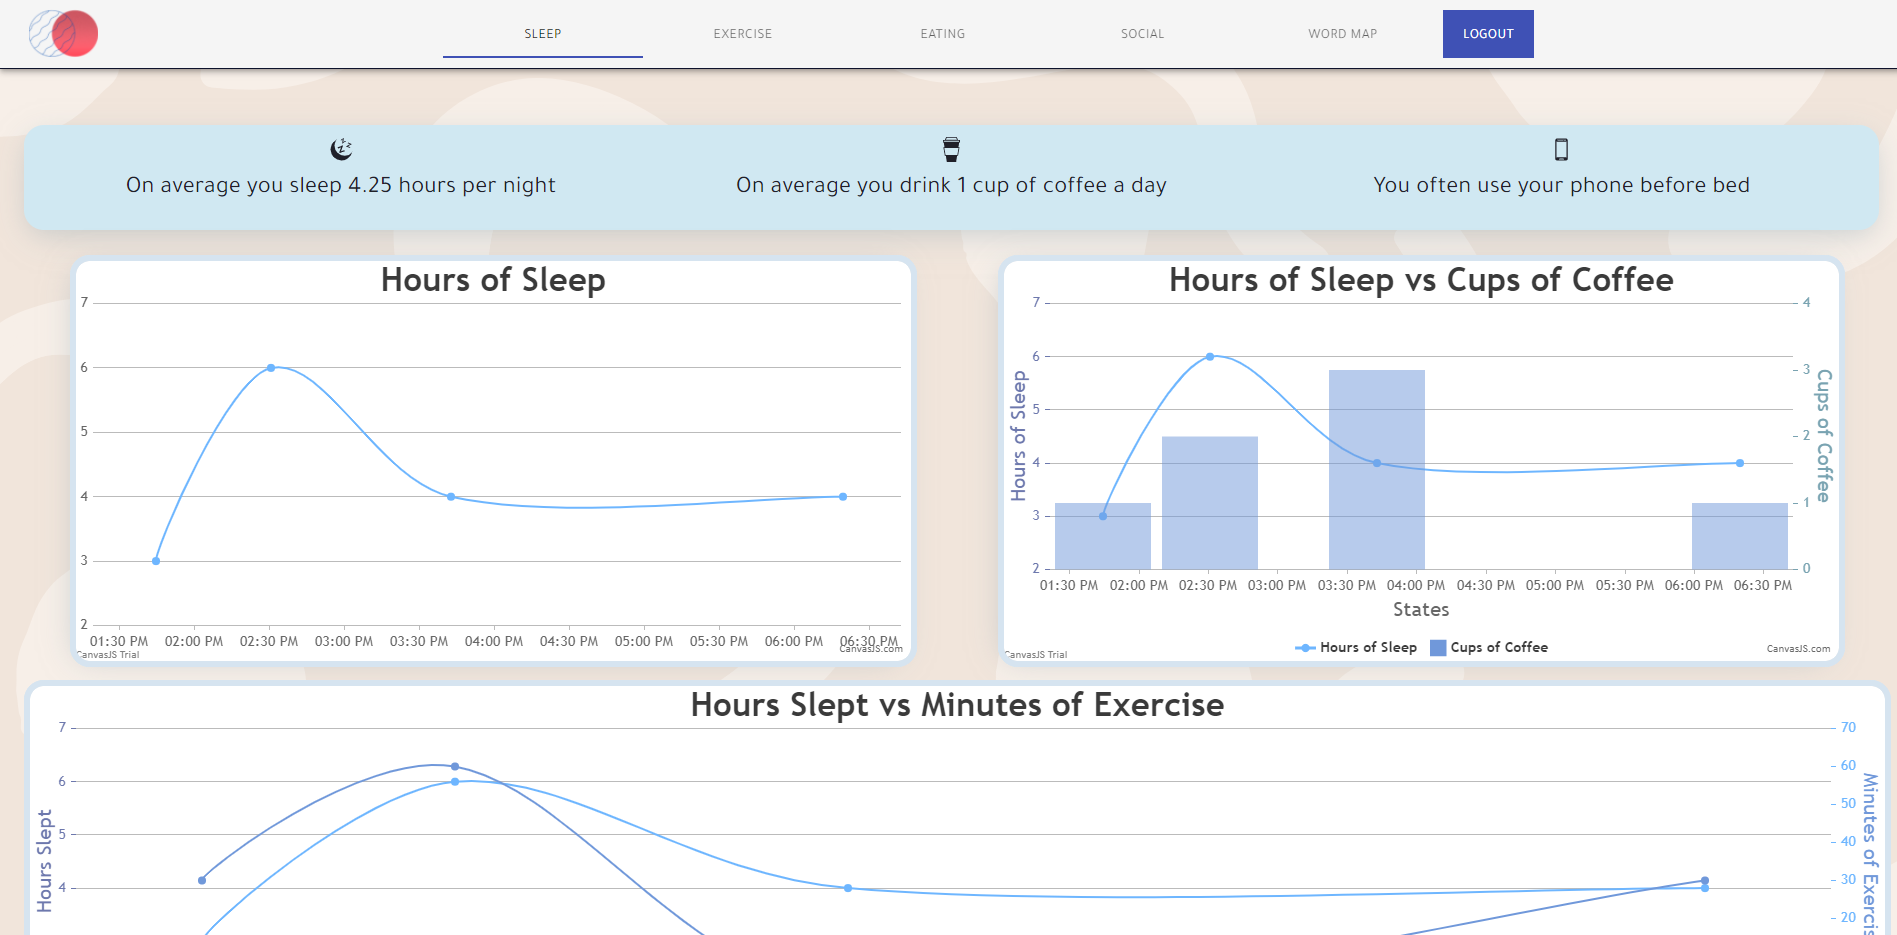 SLEEP EXERCISE EATING SOCIAL WORD MAP LOGOUT
On average you sleep 4.25 hours per night
On average you drink 1 cup of coffee a day
You often use your phone before bed
Hours of Sleep
7
6
5
4
3
2
01:30 PM 02:00 PM 02:30 PM 03:00 PM 03:30 PM 04:00 PM 04:30 PM 05:00 PM 05:30 PM 06:00 PM 06:30 PM
CanvasJS Trial
CanvasJS.com
Hours of Sleep vs Cups of Coffee
Hours of Sleep
7
6
5
4
3
2
4
3
2
1
0
Cups of Coffee
01:30 PM 02:00 PM 02:30 PM 03:00 PM 03:30 PM 04:00 PM 04:30 PM 05:00 PM 05:30 PM 06:00 PM 06:30 PM
States
Hours of Sleep Cups of Coffee
CanvasJS Trial
CanvasJS.com
Hours Slept vs Minutes of Exercise
Hours Slept
7
6
5
4
70
60
50
40
30
20
Minutes of Exercis